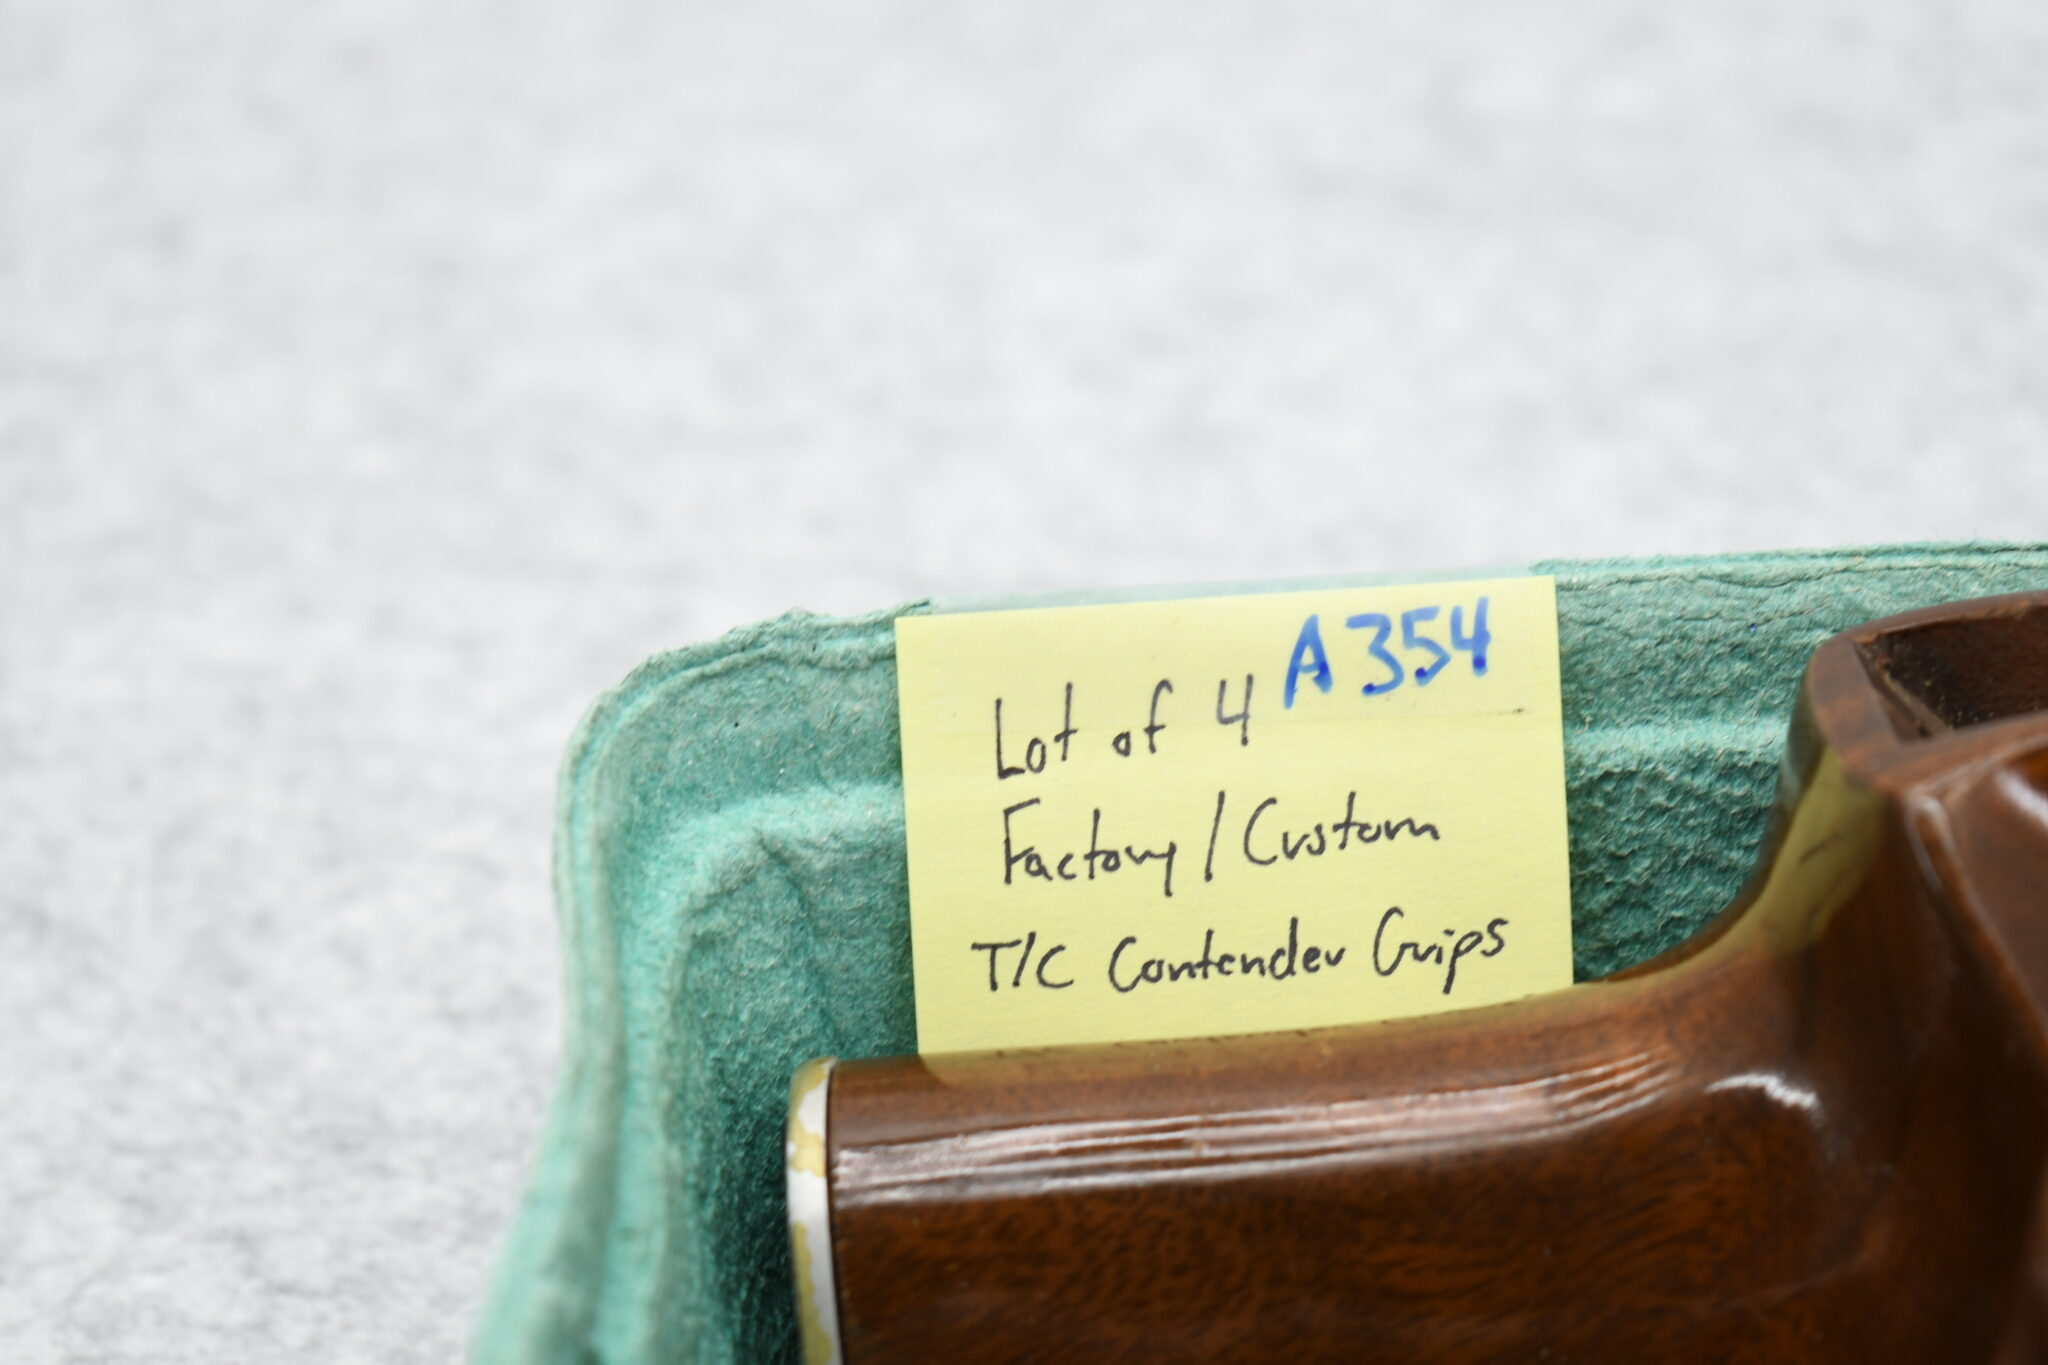 A354
Lot of 4
Factory / Custom
T/C Contender Grips